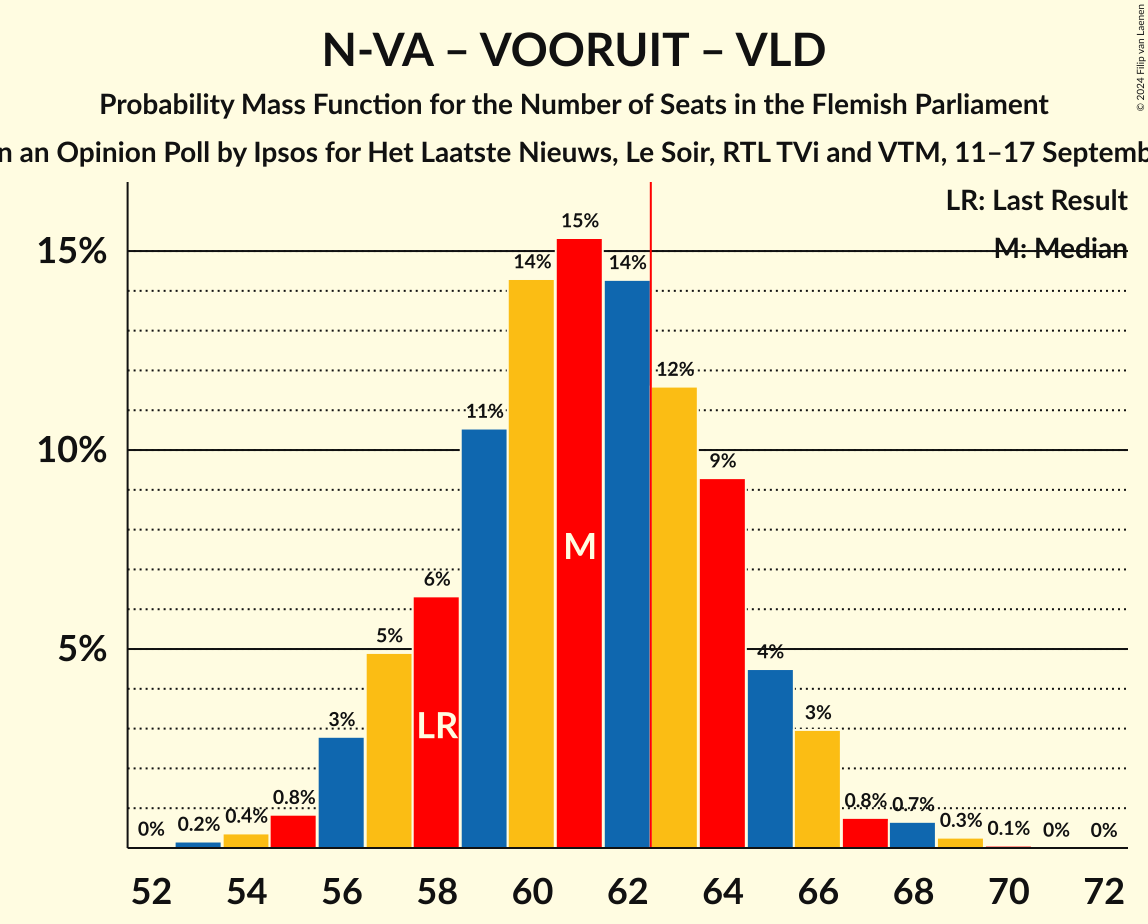 N-VA – VOORUIT – VLD
Probability Mass Function for the Number of Seats in the Flemish Parliament
n an Opinion Poll by Ipsos for Het Laatste Nieuws, Le Soir, RTL TVi and VTM, 11–17 Septemb
© 2024 Filip van Laenen
LR: Last Result
M: Median
15%
10%
5%
0%
0.2%
0.4%
0.8%
3%
5%
6%
11%
14%
15%
14%
12%
9%
4%
3%
0.8%
0.7%
0.3%
0.1%
0%
0%
LR
M
52 54 56 58 60 62 64 66 68 70 72